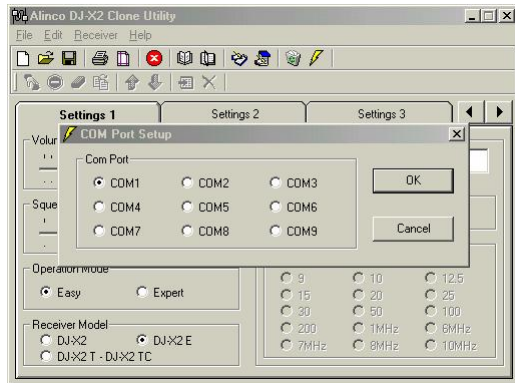 Alinco DJ-X2 Clone Utility
File Edit Receiver Help
Settings 1 Settings 2 Settings 3
COM Port Setup
Com Port
COM1 COM2 COM3
COM4 COM5 COM6
COM7 COM8 COM9
OK
Cancel
Operation Mode
Easy Expert
Receiver Model
DJ-X2 DJ-X2 E
DJ-X2 T - DJ-X2 TC
9 10 12.5
15 20 25
30 50 100
200 1MHz 6MHz
7MHz 8MHz 10MHz